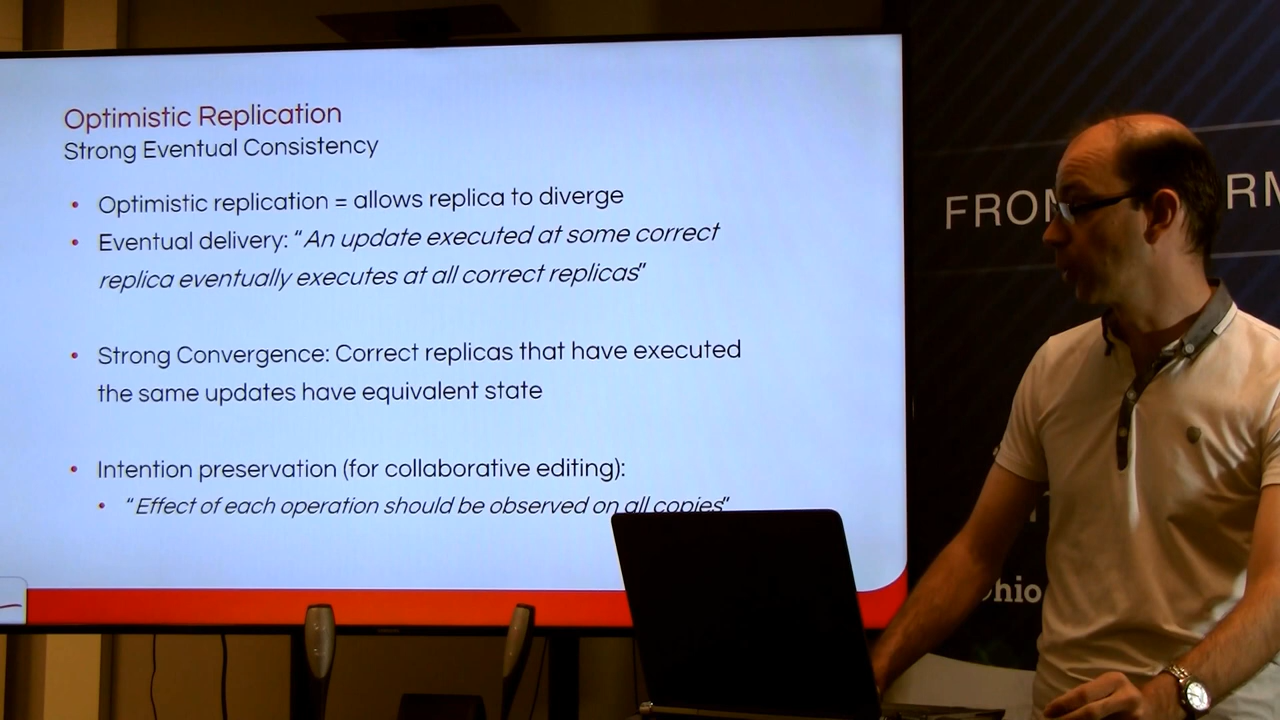 Optimistic Replication
Strong Eventual Consistency
• Optimistic replication = allows replica to diverge
• Eventual delivery: “An update executed at some correct
replica eventually executes at all correct replicas”
• Strong Convergence: Correct replicas that have executed
the same updates have equivalent state
• Intention preservation (for collaborative editing):
• “Effect of each operation should be observed on all copies”